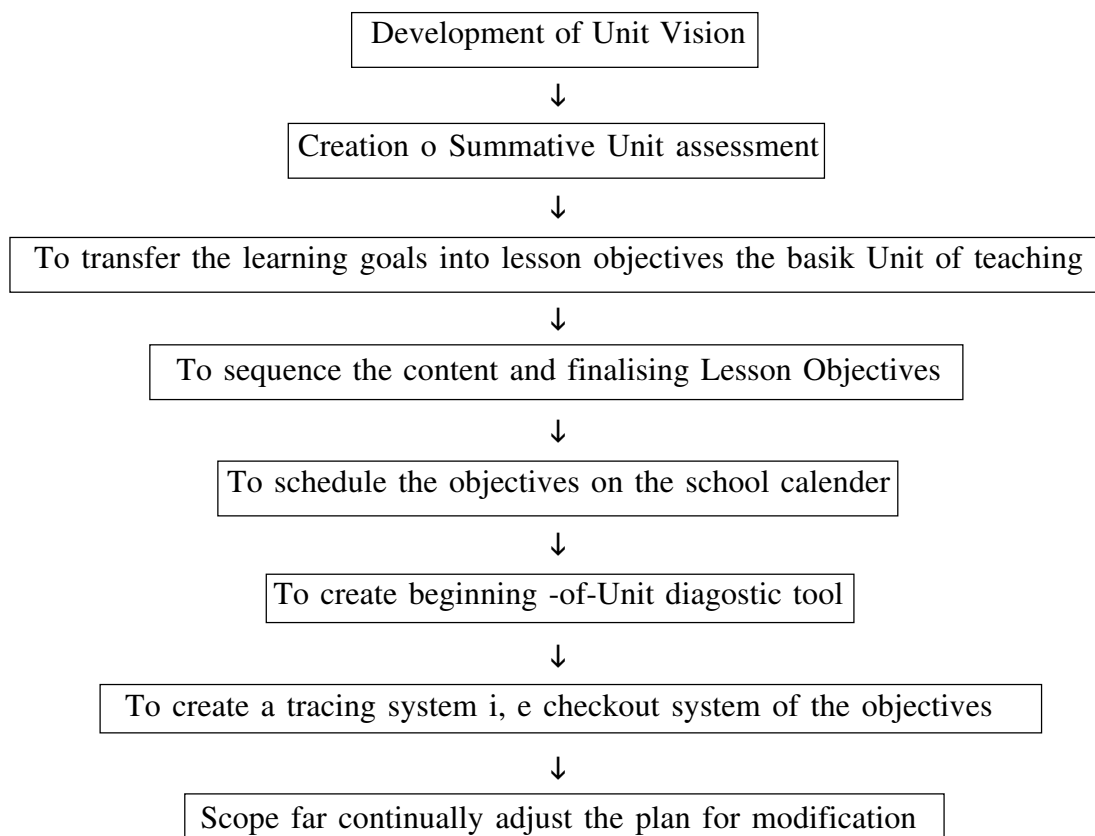 Development of Unit Vision
↓
Creation o Summative Unit assessment
↓
To transfer the learning goals into lesson objectives the basik Unit of teaching
↓
To sequence the content and finalising Lesson Objectives
↓
To schedule the objectives on the school calender
↓
To create beginning -of-Unit diagostic tool
↓
To create a tracing system i, e checkout system of the objectives
↓
Scope far continually adjust the plan for modification